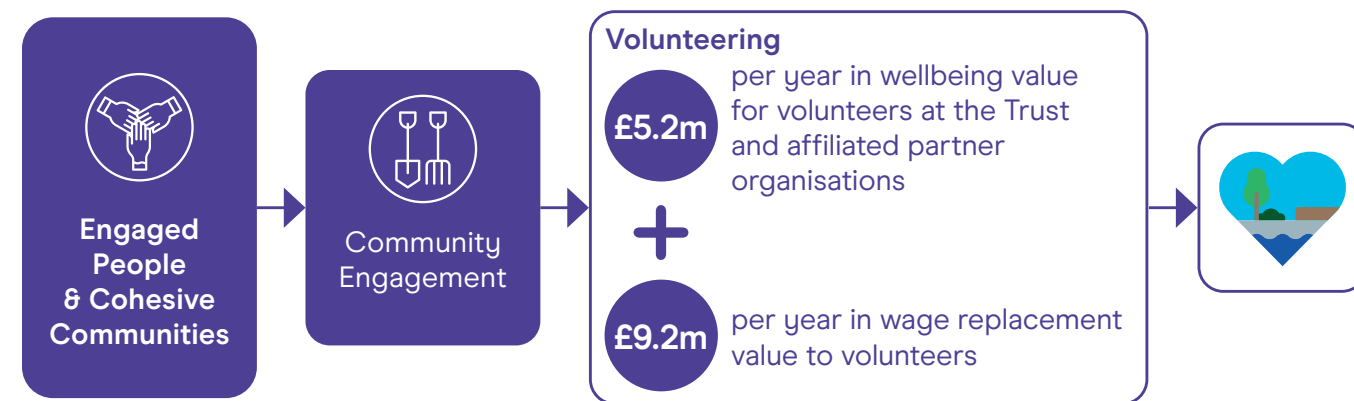 Engaged
People
& Cohesive
Communities
Community
Engagement
Volunteering
£5.2m
per year in wellbeing value
for volunteers at the Trust
and affiliated partner
organisations
+
£9.2m
per year in wage replacement
value to volunteers